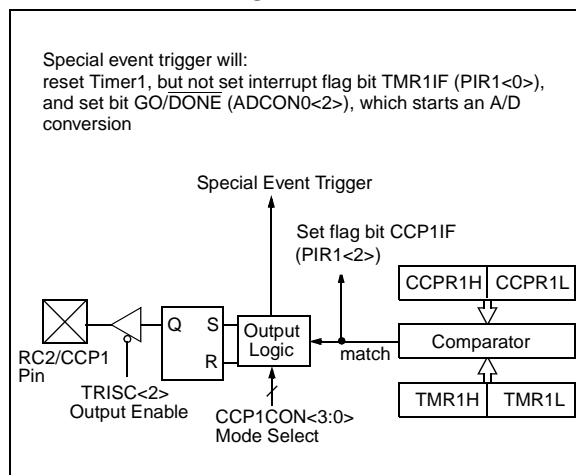 Special event trigger will:
reset Timer1, but not set interrupt flag bit TMR1IF (PIR1<0>),
and set bit GO/DONE (ADCON0<2>), which starts an A/D
conversion
Special Event Trigger
Set flag bit CCP1IF
(PIR1<2>)
CCPR1H CCPR1L
Q S Output
R Logic
match
Comparator
RC2/CCP1
Pin
TRISC<2>
Output Enable
TMR1H TMR1L
CCP1CON<3:0>
Mode Select